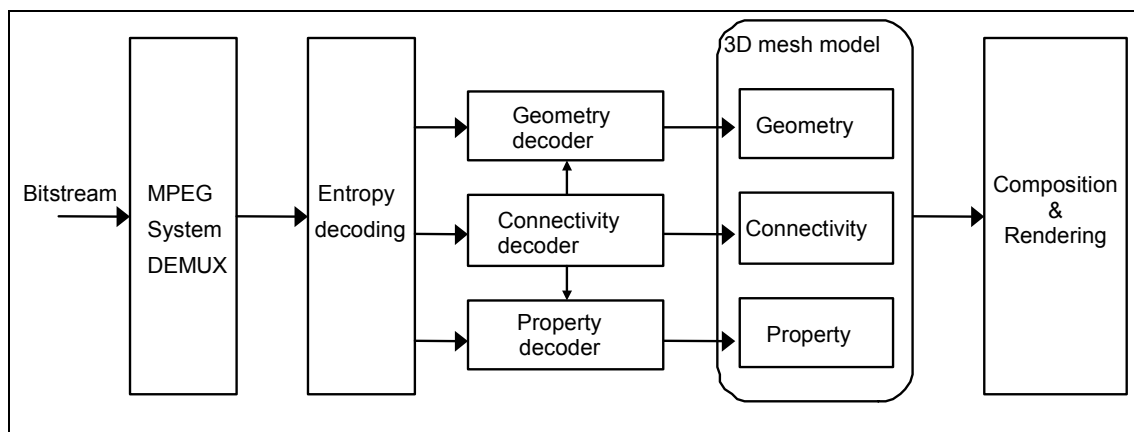 Bitstream
MPEG
System
DEMUX
Entropy
decoding
Geometry
decoder
Connectivity
decoder
Property
decoder
3D mesh model
Geometry
Connectivity
Property
Composition
&
Rendering